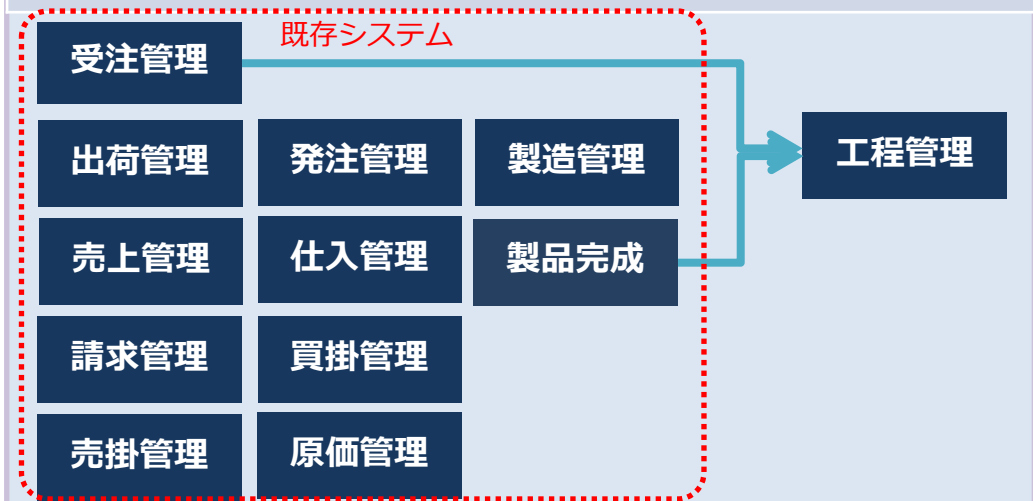 既存システム
受注管理
出荷管理
発注管理
製造管理
工程管理
売上管理
仕入管理
製品完成
請求管理
買掛管理
売掛管理
原価管理